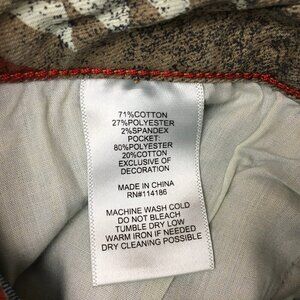 71%COTTON
27%POLYESTER
2%SPANDEX
POCKET:
80%POLYESTER
20%COTTON
EXCLUSIVE OF
DECORATION
MADE IN CHINA
RN#114186
MACHINE WASH COLD
DO NOT BLEACH
TUMBLE DRY LOW
WARM IRON IF NEEDED
DRY CLEANING POSSIBLE